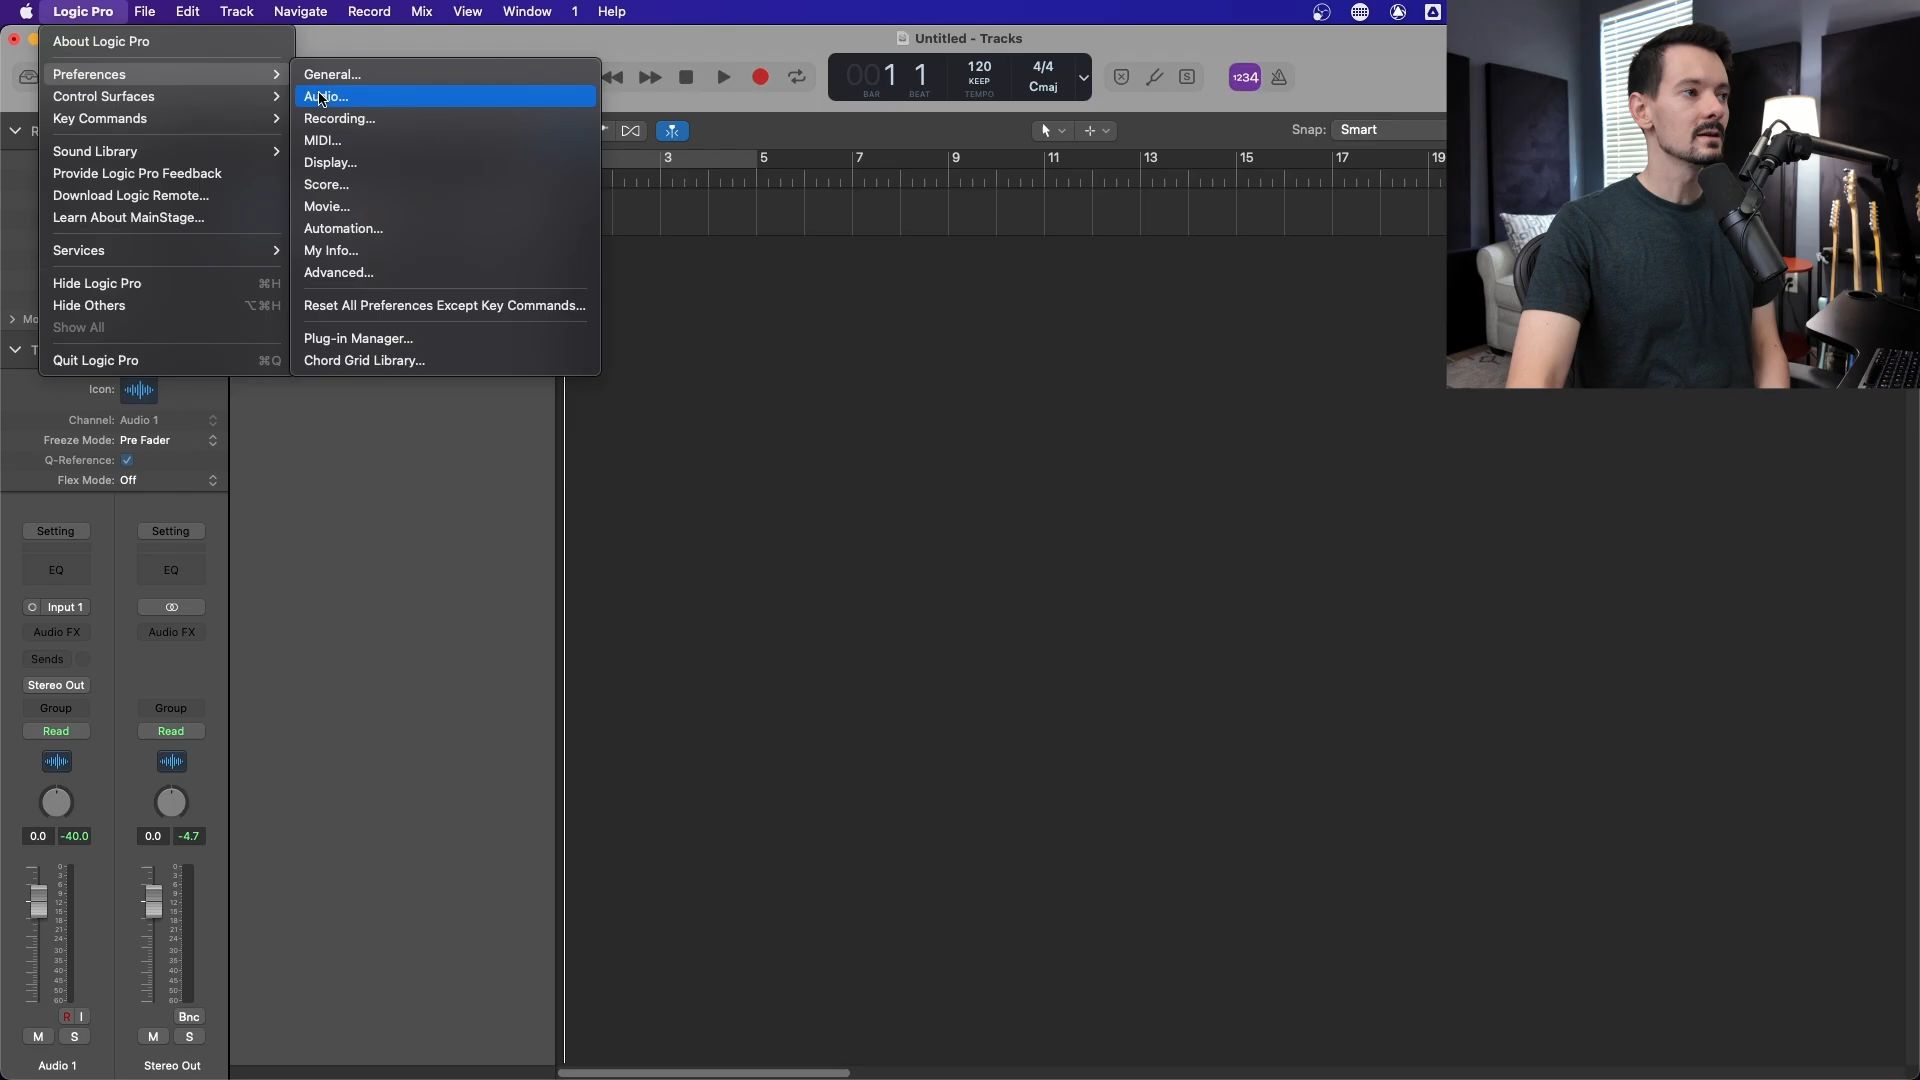 Logic Pro File Edit Track Navigate Record Mix View Window 1 Help
Untitled - Tracks
About Logic Pro
Preferences
Control Surfaces
Key Commands
Sound Library
Provide Logic Pro Feedback
Download Logic Remote...
Learn About MainStage...
Services
Hide Logic Pro ⌘H
Hide Others ⌥⌘H
Show All
Quit Logic Pro ⌘Q
General...
Audio...
Recording...
MIDI...
Display...
Score...
Movie...
Automation...
My Info...
Advanced...
Reset All Preferences Except Key Commands...
Plug-in Manager...
Chord Grid Library...
001 1
BAR BEAT
120
KEEP
TEMPO
4/4
Cmaj
S
1234
Snap: Smart
3 5 7 9 11 13 15 17 19
R
Mo
T
Icon:
Channel: Audio 1
Freeze Mode: Pre Fader
Q-Reference:
Flex Mode: Off
Setting Setting
EQ EQ
Input 1
Audio FX Audio FX
Sends
Stereo Out
Group Group
Read Read
0.0 -40.0 0.0 -4.7
R I Bnc
M S M S
Audio 1 Stereo Out